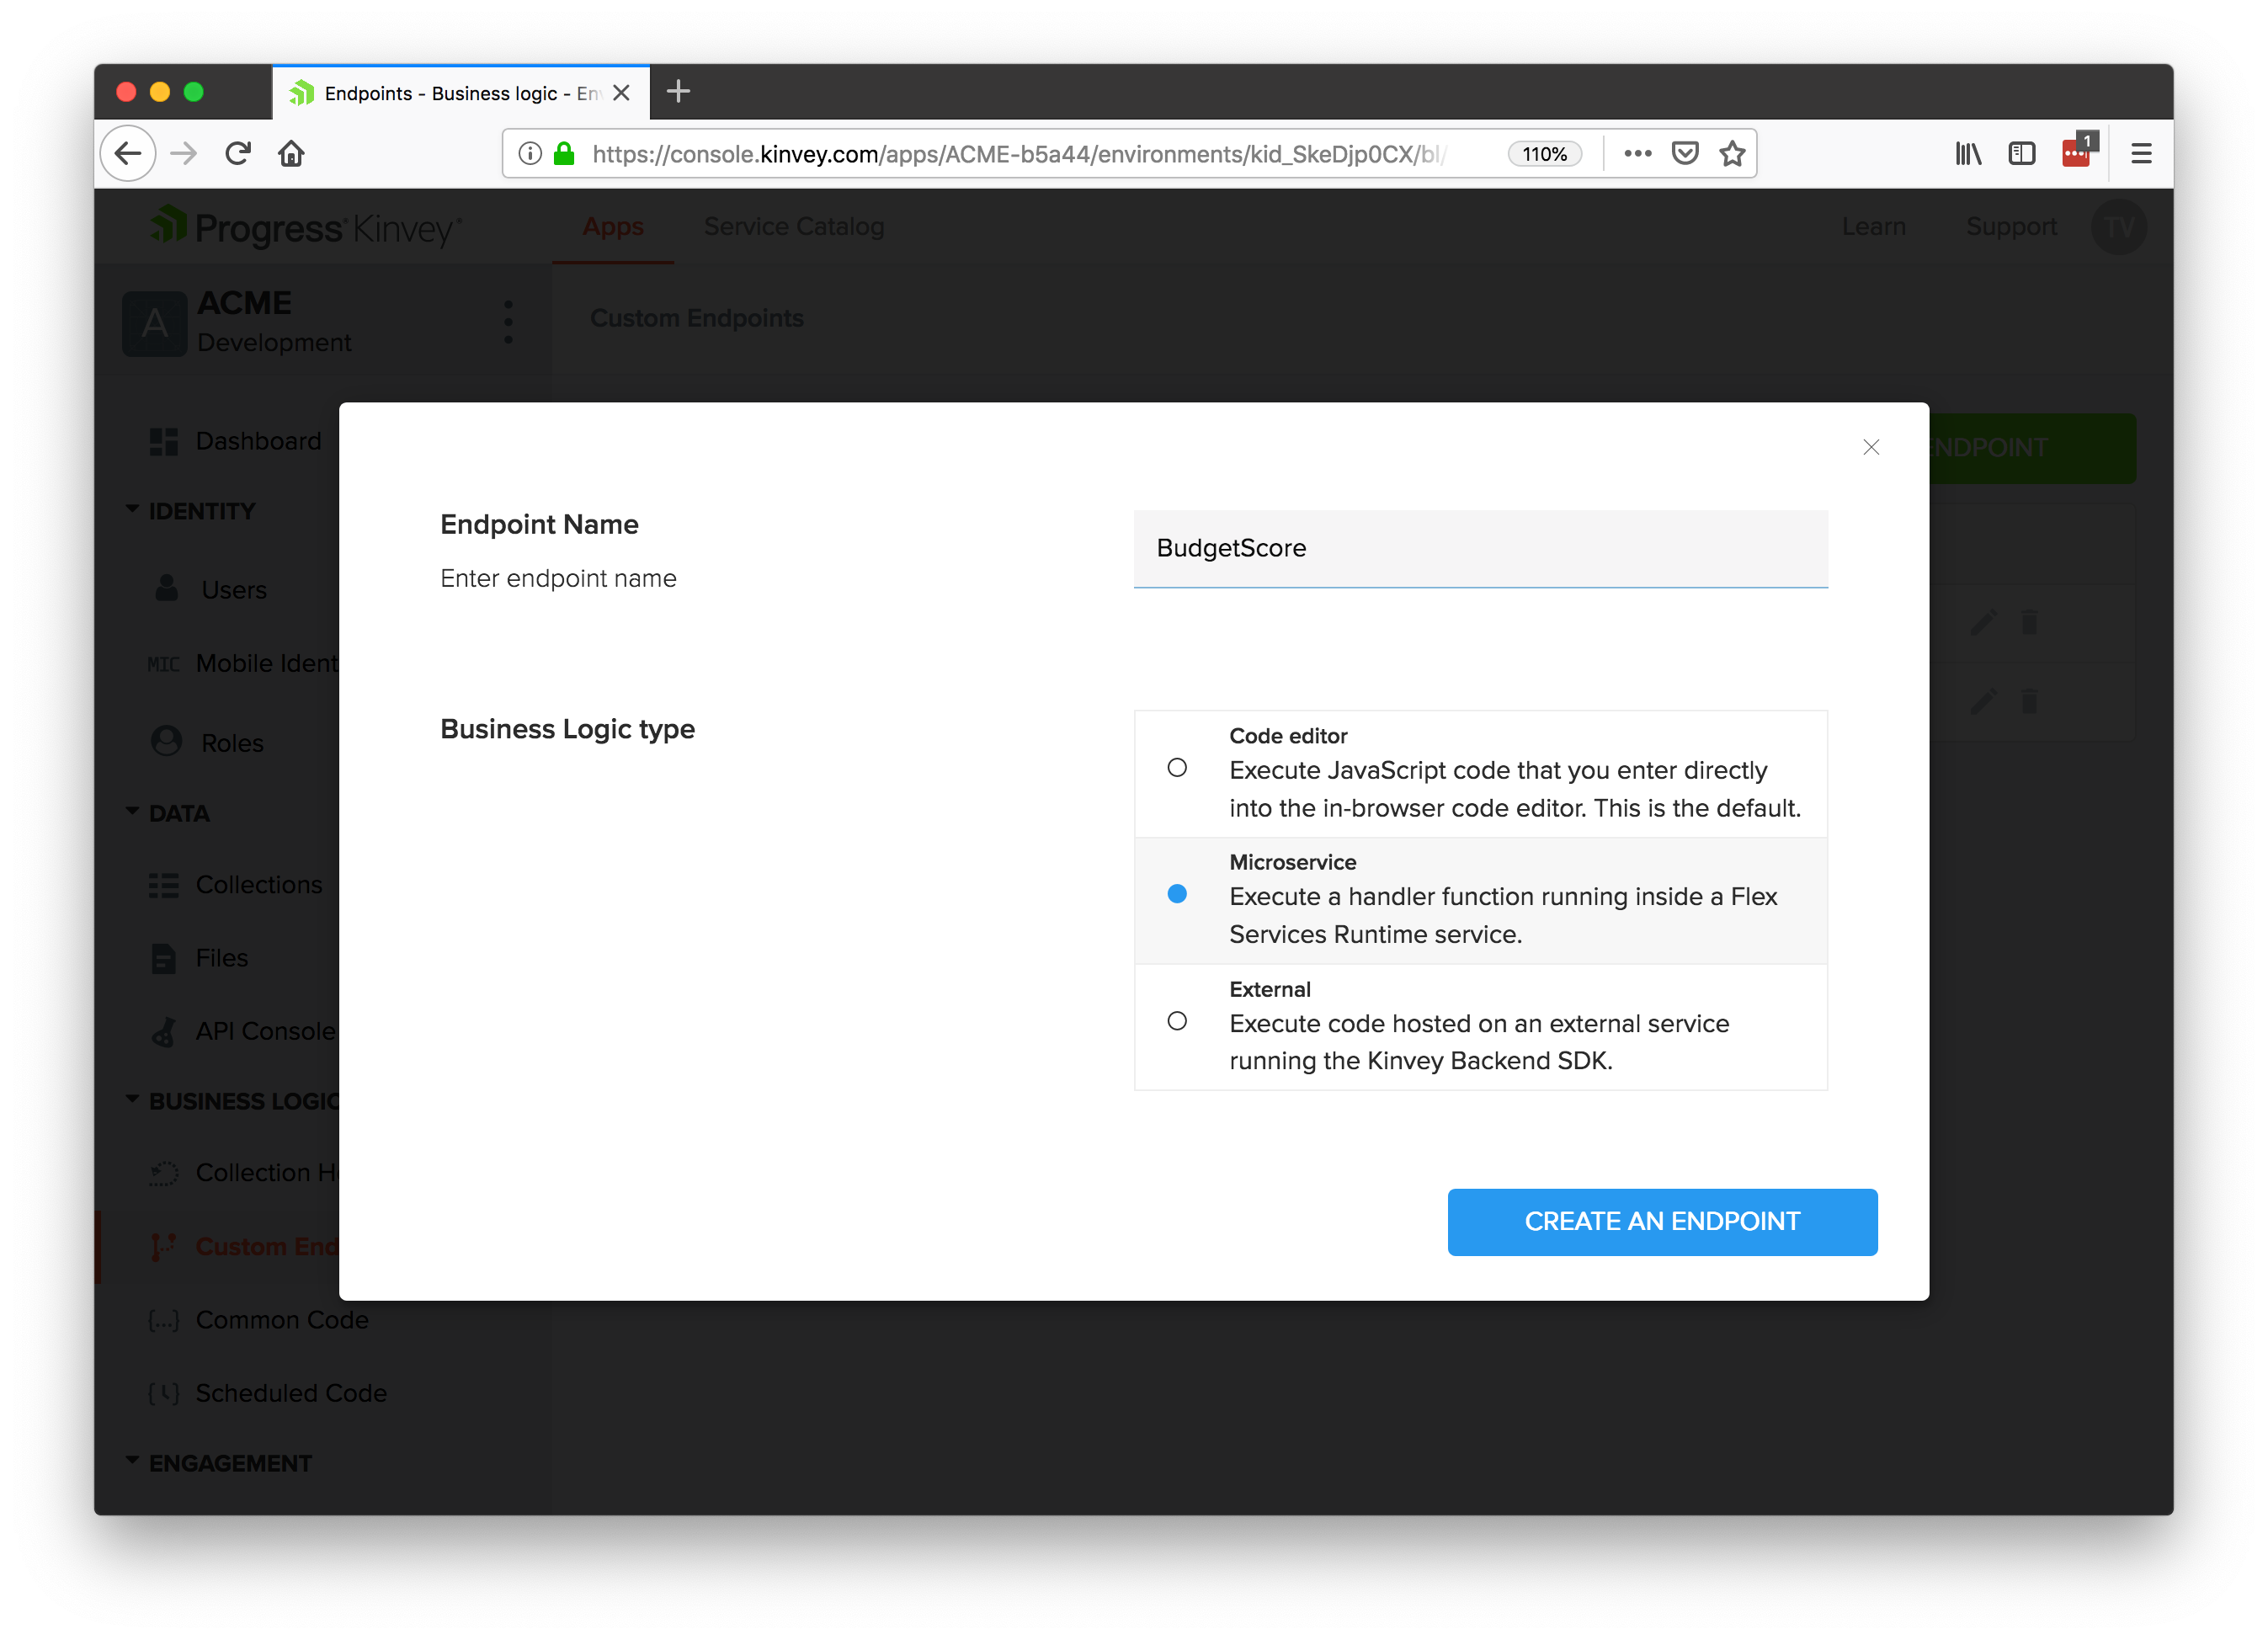 Endpoints - Business logic - En
https://console.kinvey.com/apps/ACME-b5a44/environments/kid_SkeDjp0CX/bl/
110%
1
Progress Kinvey
Apps
Service Catalog
Learn
Support
TV
A
ACME
Development
Custom Endpoints
Dashboard
ENDPOINT
IDENTITY
Users
MIC Mobile Ident
Roles
DATA
Collections
Files
API Console
BUSINESS LOGIC
Collection H
Custom End
{...} Common Code
Scheduled Code
ENGAGEMENT
Endpoint Name
Enter endpoint name
BudgetScore
Business Logic type
Code editor
Execute JavaScript code that you enter directly
into the in-browser code editor. This is the default.
Microservice
Execute a handler function running inside a Flex
Services Runtime service.
External
Execute code hosted on an external service
running the Kinvey Backend SDK.
CREATE AN ENDPOINT